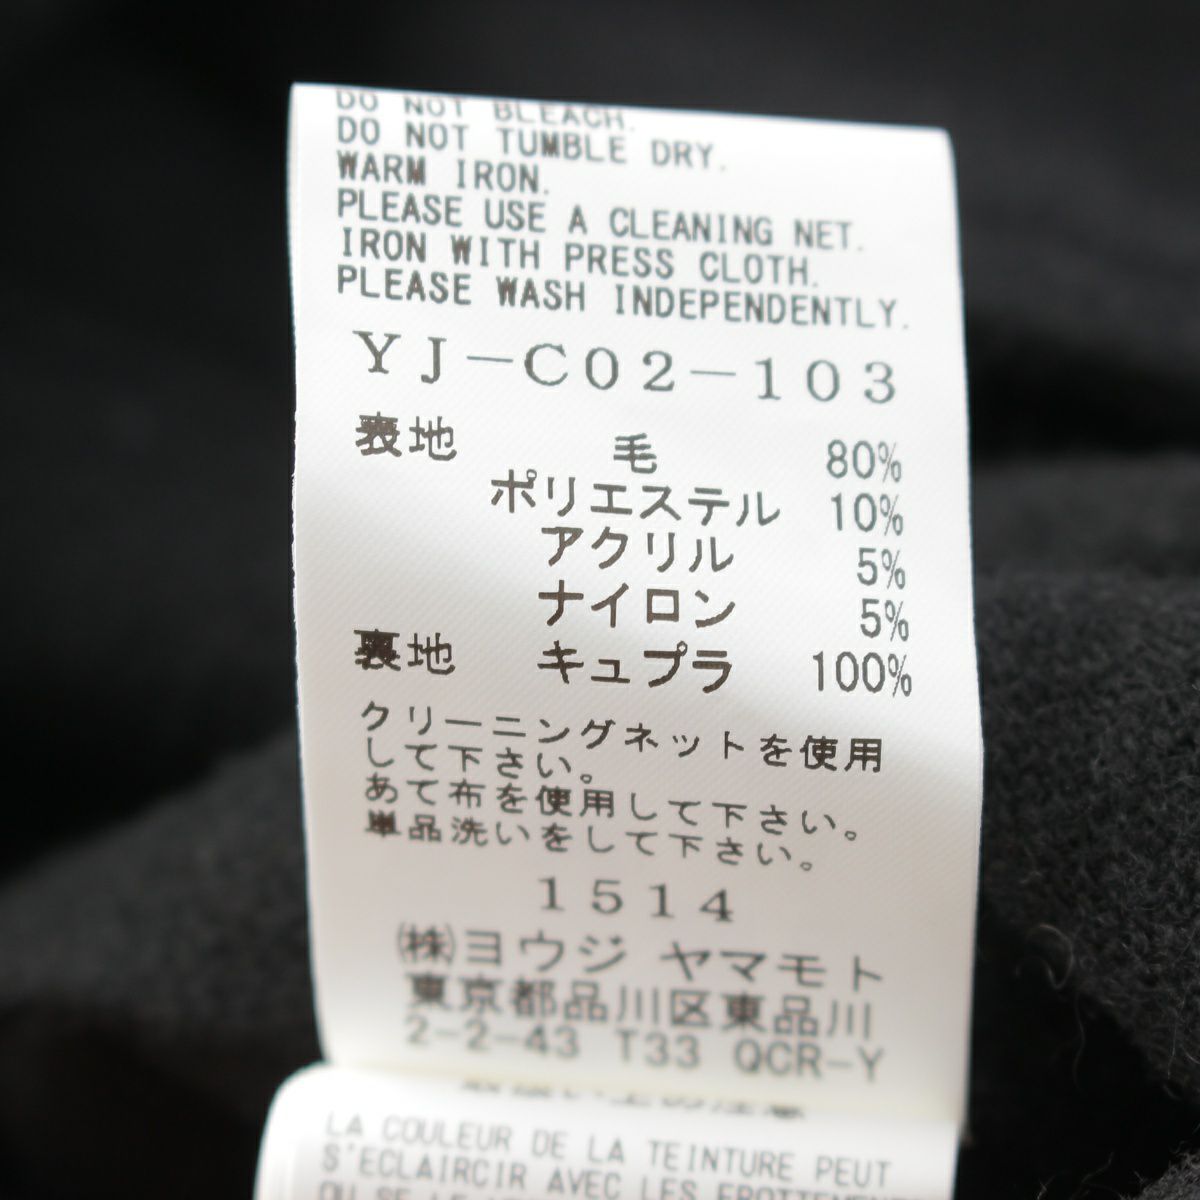 DO NOT BLEACH.
DO NOT TUMBLE DRY.
WARM IRON.
PLEASE USE A CLEANING NET.
IRON WITH PRESS CLOTH.
PLEASE WASH INDEPENDENTLY.
YJ-C02-103
表地 毛 80%
ポリエステル 10%
アクリル 5%
ナイロン 5%
裏地 キュプラ 100%
クリーニングネットを使用
して下さい。
あて布を使用して下さい。
単品洗いをして下さい。
1514
㈱ヨウジ ヤマモト
東京都品川区東品川
2-2-43 T33 QCR-Y
LA COULEUR DE LA TEINTURE PEUT
S'ECLAIRCIR AVEC LES FROTTEMENTS
OU SE